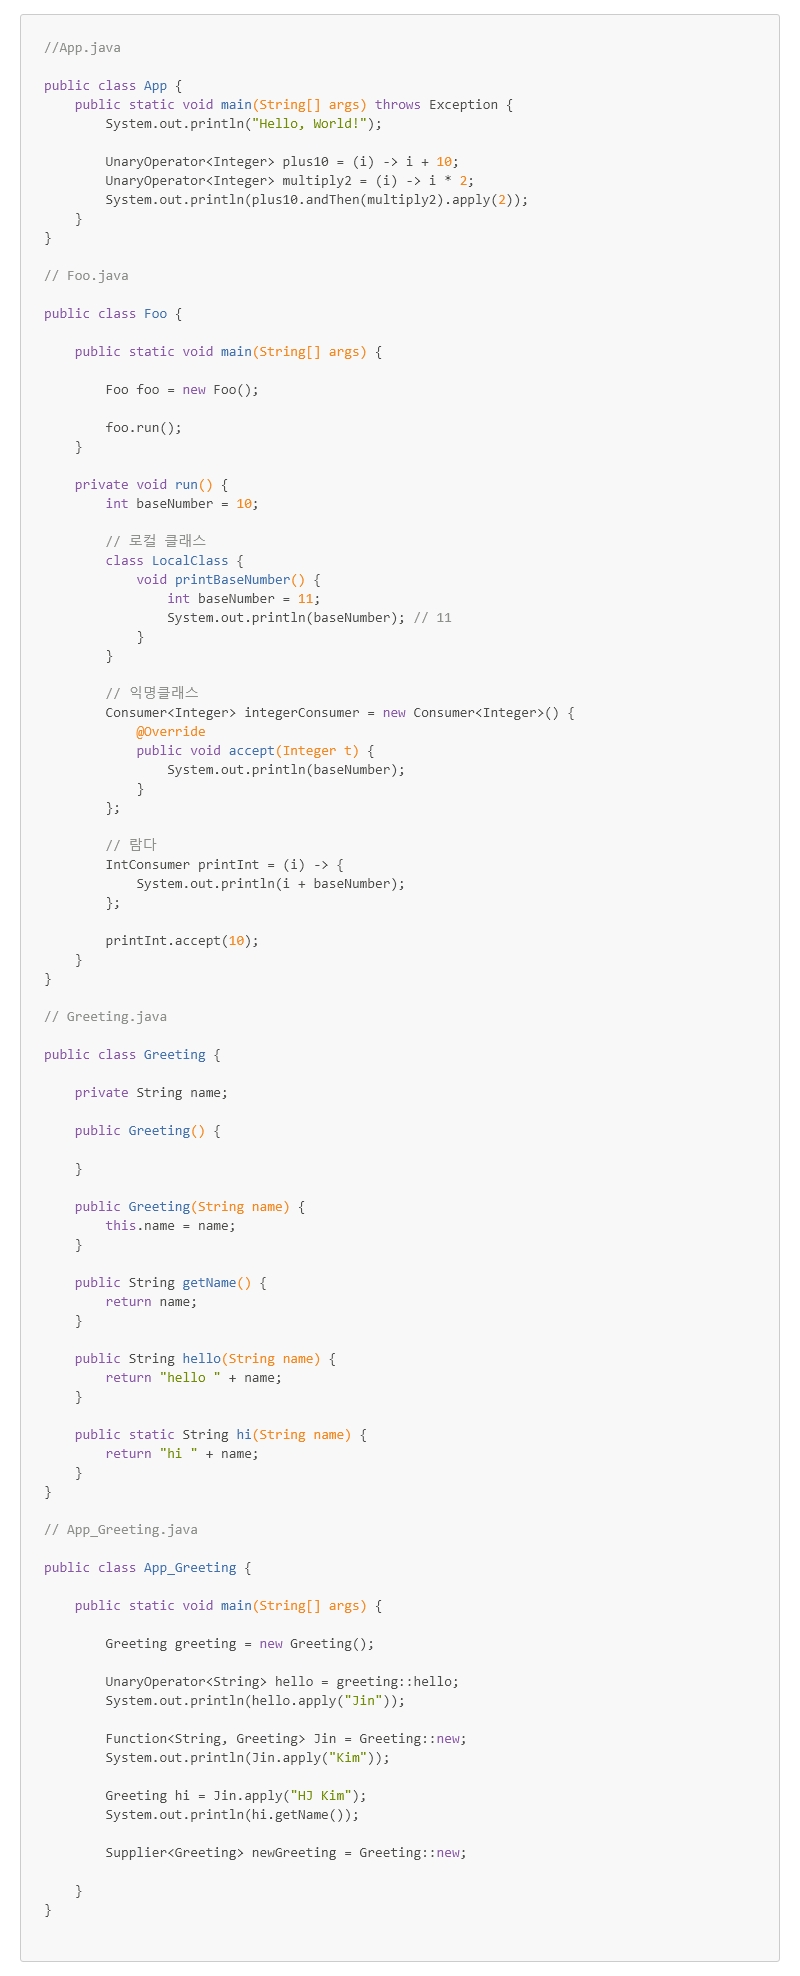 //App.java
public class App {
    public static void main(String[] args) throws Exception {
        System.out.println("Hello, World!");
        UnaryOperator<Integer> plus10 = (i) -> i + 10;
        UnaryOperator<Integer> multiply2 = (i) -> i * 2;
        System.out.println(plus10.andThen(multiply2).apply(2));
    }
}
// Foo.java
public class Foo {
    public static void main(String[] args) {
        Foo foo = new Foo();
        foo.run();
    }
    private void run() {
        int baseNumber = 10;
        // 로컬 클래스
        class LocalClass {
            void printBaseNumber() {
                int baseNumber = 11;
                System.out.println(baseNumber); // 11
            }
        }
        // 익명클래스
        Consumer<Integer> integerConsumer = new Consumer<Integer>() {
            @Override
            public void accept(Integer t) {
                System.out.println(baseNumber);
            }
        };
        // 람다
        IntConsumer printInt = (i) -> {
            System.out.println(i + baseNumber);
        };
        printInt.accept(10);
    }
}
// Greeting.java
public class Greeting {
    private String name;
    public Greeting() {
    }
    public Greeting(String name) {
        this.name = name;
    }
    public String getName() {
        return name;
    }
    public String hello(String name) {
        return "hello " + name;
    }
    public static String hi(String name) {
        return "hi " + name;
    }
}
// App_Greeting.java
public class App_Greeting {
    public static void main(String[] args) {
        Greeting greeting = new Greeting();
        UnaryOperator<String> hello = greeting::hello;
        System.out.println(hello.apply("Jin"));
        Function<String, Greeting> Jin = Greeting::new;
        System.out.println(Jin.apply("Kim"));
        Greeting hi = Jin.apply("HJ Kim");
        System.out.println(hi.getName());
        Supplier<Greeting> newGreeting = Greeting::new;
    }
}